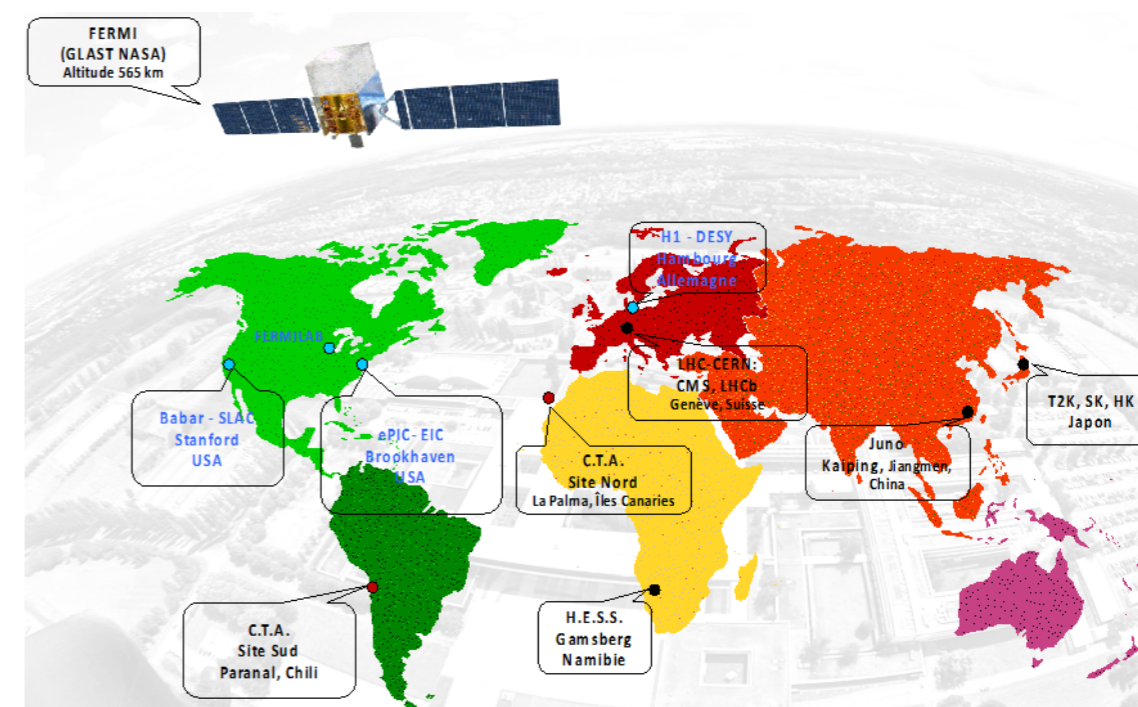 FERMI
(GLAST NASA)
Altitude 565 km
H1 - DESY
Hambourg
Allemagne
FERMILAB
LHC-CERN:
CMS, LHCb
Genève, Suisse
T2K, SK, HK
Japon
Babar - SLAC
Stanford
USA
ePIC- EIC
Brookhaven
USA
C.T.A.
Site Nord
La Palma, Îles Canaries
Juno
Kaiping, Jiangmen,
China
C.T.A.
Site Sud
Paranal, Chili
H.E.S.S.
Gamsberg
Namibie